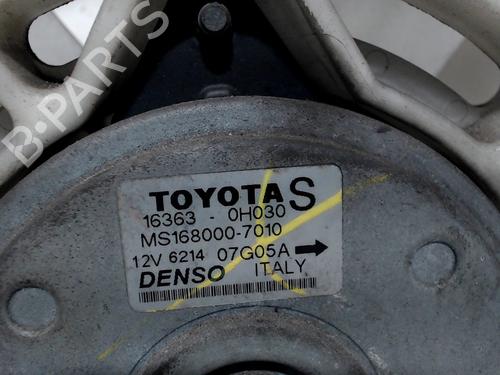 B-PARTS
TOYOTA S
16363 - 0H030
MS168000-7010
12V 6214 07G05A
DENSO ITALY